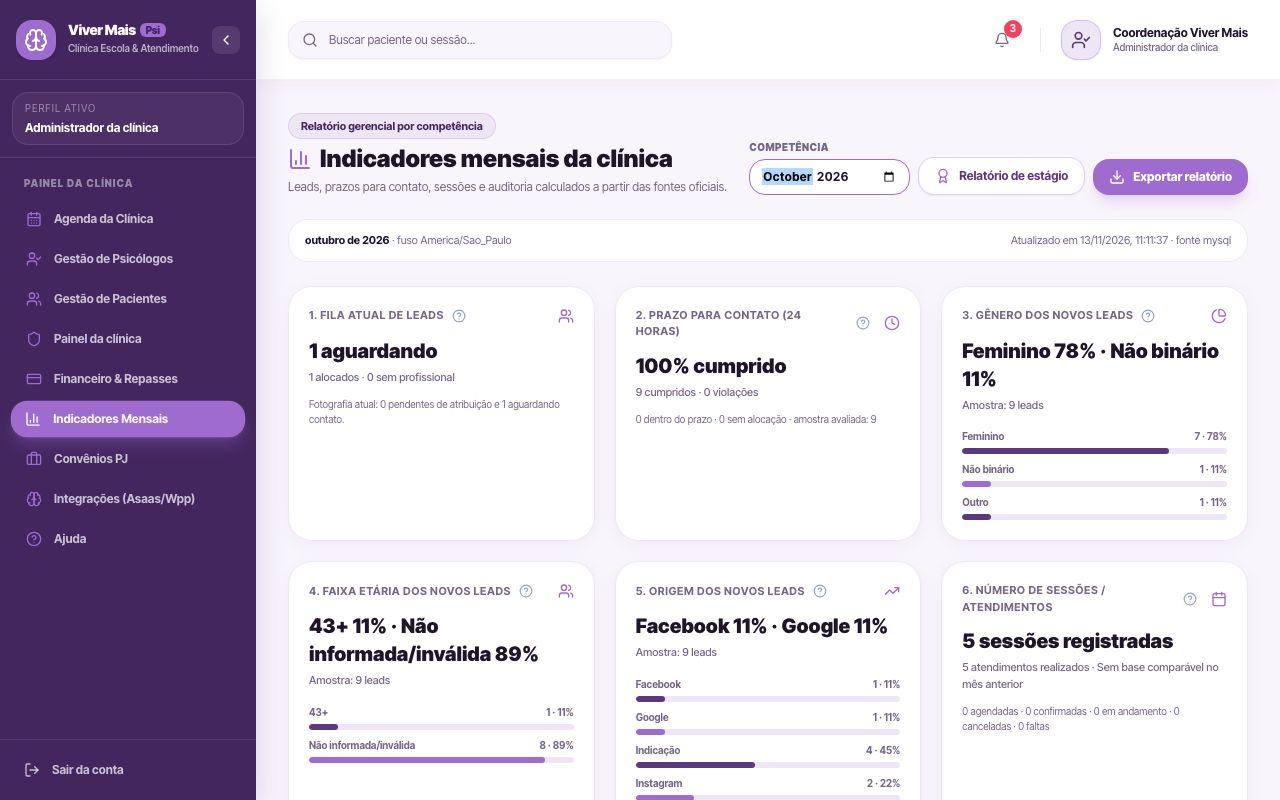 Viver Mais Psi
Clínica Escola & Atendimento
PERFIL ATIVO
Administrador da clínica
PAINEL DA CLÍNICA
Agenda da Clínica
Gestão de Psicólogos
Gestão de Pacientes
Painel da clínica
Financeiro & Repasses
Indicadores Mensais
Convênios PJ
Integrações (Asaas/Wpp)
Ajuda
Sair da conta
Buscar paciente ou sessão...
3
Coordenação Viver Mais
Administrador da clínica
Relatório gerencial por competência
Indicadores mensais da clínica
Leads, prazos para contato, sessões e auditoria calculados a partir das fontes oficiais.
COMPETÊNCIA
October 2026
Relatório de estágio
Exportar relatório
outubro de 2026 · fuso America/Sao_Paulo
Atualizado em 13/11/2026, 11:11:37 · fonte mysql
1. FILA ATUAL DE LEADS
1 aguardando
1 alocados · 0 sem profissional
Fotografia atual: 0 pendentes de atribuição e 1 aguardando
contato.
2. PRAZO PARA CONTATO (24
HORAS)
100% cumprido
9 cumpridos · 0 violações
0 dentro do prazo · 0 sem alocação · amostra avaliada: 9
3. GÊNERO DOS NOVOS LEADS
Feminino 78% · Não binário
11%
Amostra: 9 leads
Feminino 7 · 78%
Não binário 1 · 11%
Outro 1 · 11%
4. FAIXA ETÁRIA DOS NOVOS LEADS
43+ 11% · Não
informada/inválida 89%
Amostra: 9 leads
43+ 1 · 11%
Não informada/inválida 8 · 89%
5. ORIGEM DOS NOVOS LEADS
Facebook 11% · Google 11%
Amostra: 9 leads
Facebook 1 · 11%
Google 1 · 11%
Indicação 4 · 45%
Instagram 2 · 22%
6. NÚMERO DE SESSÕES /
ATENDIMENTOS
5 sessões registradas
5 atendimentos realizados · Sem base comparável no
mês anterior
0 agendadas · 0 confirmadas · 0 em andamento · 0
canceladas · 0 faltas